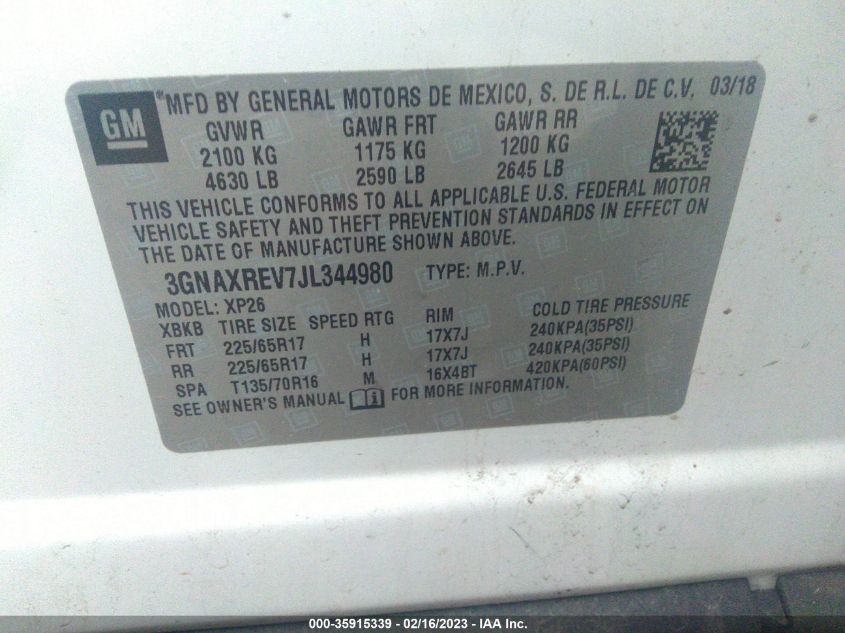 GM
MFD BY GENERAL MOTORS DE MEXICO, S. DE R.L. DE C.V. 03/18
GVWR GAWR FRT GAWR RR
2100 KG 1175 KG 1200 KG
4630 LB 2590 LB 2645 LB
THIS VEHICLE CONFORMS TO ALL APPLICABLE U.S. FEDERAL MOTOR
VEHICLE SAFETY AND THEFT PREVENTION STANDARDS IN EFFECT ON
THE DATE OF MANUFACTURE SHOWN ABOVE.
3GNAXREV7JL344980 TYPE: M.P.V.
MODEL: XP26
XBKB TIRE SIZE SPEED RTG RIM COLD TIRE PRESSURE
FRT 225/65R17 H 17X7J 240KPA(35PSI)
RR 225/65R17 H 17X7J 240KPA(35PSI)
SPA T135/70R16 M 16X4BT 420KPA(60PSI)
SEE OWNER'S MANUAL FOR MORE INFORMATION.
000-35915339 - 02/16/2023 - IAA Inc.